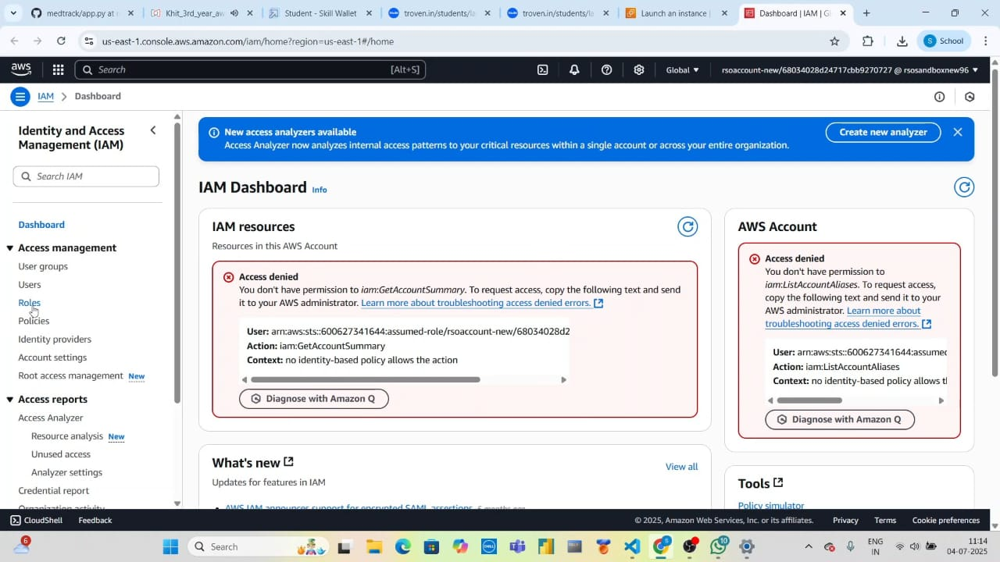 medtrack/app.py at
Khit_3rd_year_aw
Student - Skill Wallet
troven.in/students/la
troven.in/students/la
Launch an instance |
Dashboard | IAM | Gl
us-east-1.console.aws.amazon.com/iam/home?region=us-east-1#/home
S School
aws
Search
[Alt+S]
Global
rsoaccount-new/68034028d24717cbb9270727 @ rsosandboxnew96
IAM > Dashboard
Identity and Access
Management (IAM)
Search IAM
Dashboard
Access management
User groups
Users
Roles
Policies
Identity providers
Account settings
Root access management New
Access reports
Access Analyzer
Resource analysis New
Unused access
Analyzer settings
Credential report
Organization activity
New access analyzers available
Access Analyzer now analyzes internal access patterns to your critical resources within a single account or across your entire organization.
Create new analyzer
IAM Dashboard Info
IAM resources
Resources in this AWS Account
Access denied
You don't have permission to iam:GetAccountSummary. To request access, copy the following text and send
it to your AWS administrator. Learn more about troubleshooting access denied errors.
User: arn:aws:sts::600627341644:assumed-role/rsoaccount-new/68034028d2
Action: iam:GetAccountSummary
Context: no identity-based policy allows the action
Diagnose with Amazon Q
What's new
View all
Updates for features in IAM
AWS IAM announces support for encrypted SAML assertions 6 months ago
AWS Account
Access denied
You don't have permission to
iam:ListAccountAliases. To request access,
copy the following text and send it to your
AWS administrator. Learn more about
troubleshooting access denied errors.
User: arn:aws:sts::600627341644:assumed
Action: iam:ListAccountAliases
Context: no identity-based policy allows t
Diagnose with Amazon Q
Tools
Policy simulator
CloudShell
Feedback
© 2025, Amazon Web Services, Inc. or its affiliates.
Privacy
Terms
Cookie preferences
6
Search
DELL
10
ENG
IN
11:14
04-07-2025